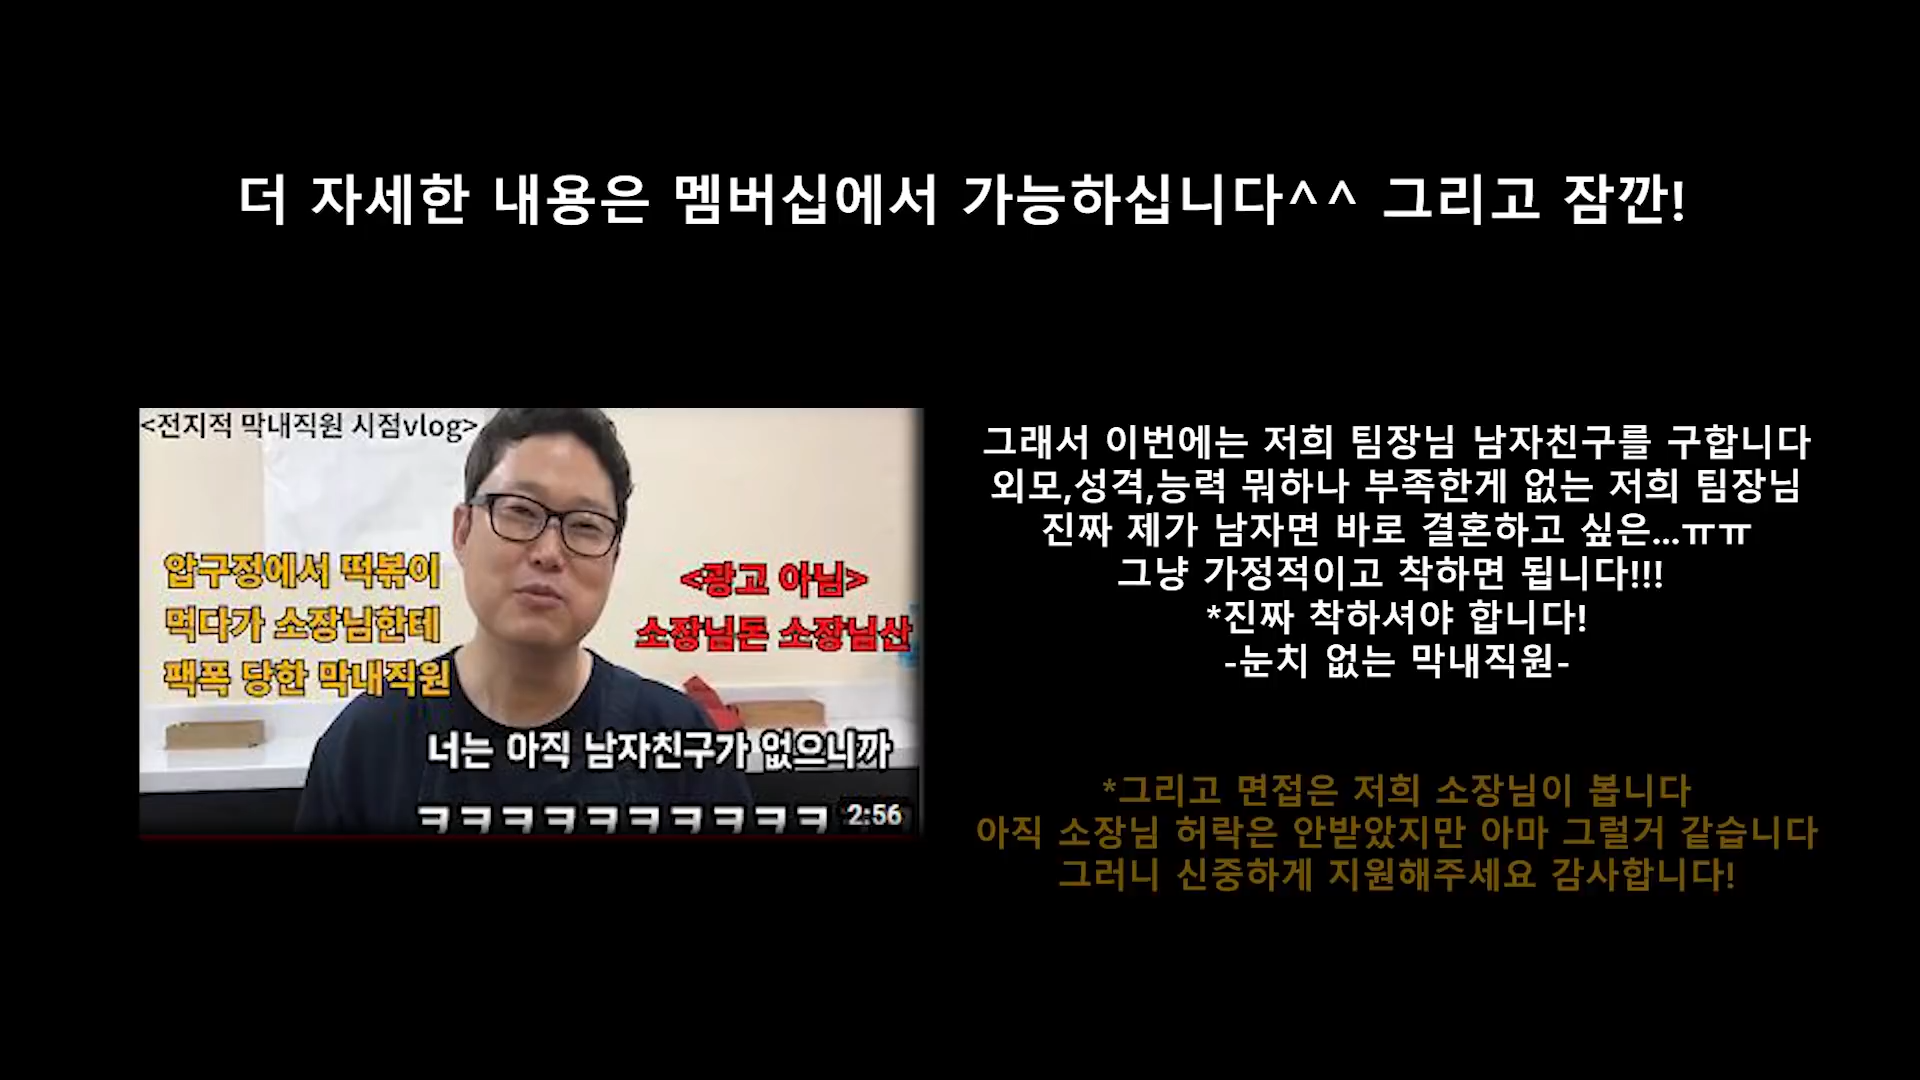 더 자세한 내용은 멤버십에서 가능하십니다^^ 그리고 잠깐!
<전지적 막내직원 시점vlog>
압구정에서 떡볶이
먹다가 소장님한테
팩폭 당한 막내직원
<광고 아님>
소장님돈 소장님산
너는 아직 남자친구가 없으니까
ㅋㅋㅋㅋㅋㅋㅋㅋㅋㅋ
2:56
그래서 이번에는 저희 팀장님 남자친구를 구합니다
외모,성격,능력 뭐하나 부족한게 없는 저희 팀장님
진짜 제가 남자면 바로 결혼하고 싶은...ㅠㅠ
그냥 가정적이고 착하면 됩니다!!!
*진짜 착하셔야 합니다!
-눈치 없는 막내직원-
*그리고 면접은 저희 소장님이 봅니다
아직 소장님 허락은 안받았지만 아마 그럴거 같습니다
그러니 신중하게 지원해주세요 감사합니다!